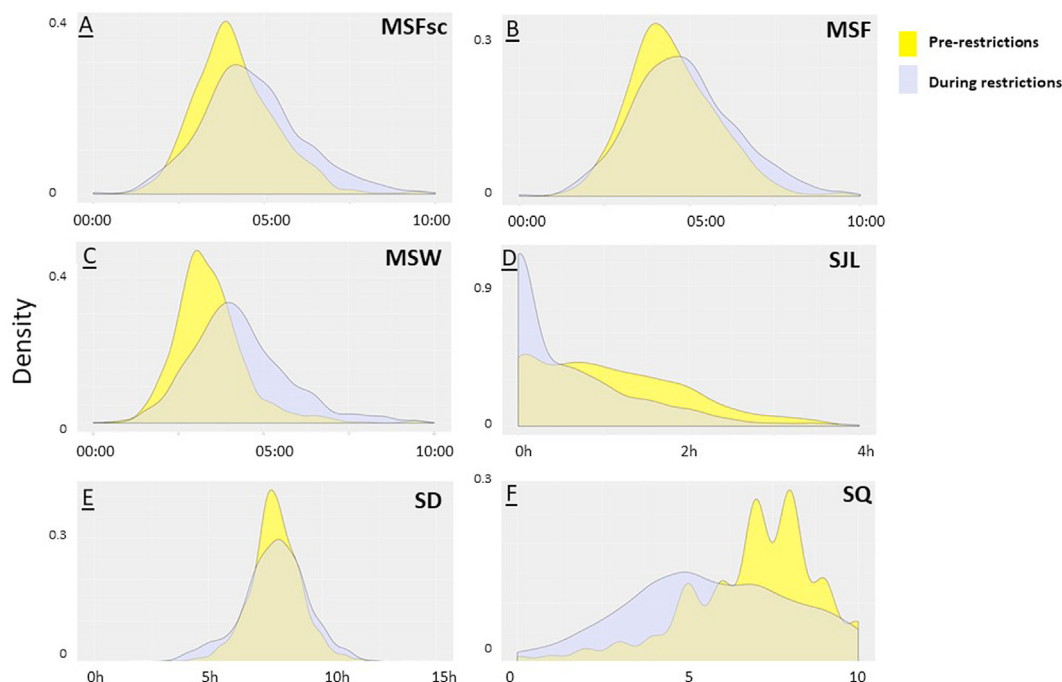 A
MSFsc
0.4
0
00:00
05:00
10:00
B
MSF
0.3
0
00:00
05:00
10:00
Pre-restrictions
During restrictions
C
MSW
0.4
0
00:00
05:00
10:00
D
SJL
0.9
0
0h
2h
4h
Density
E
SD
0.3
0
0h
5h
10h
15h
F
SQ
0.3
0
0
5
10